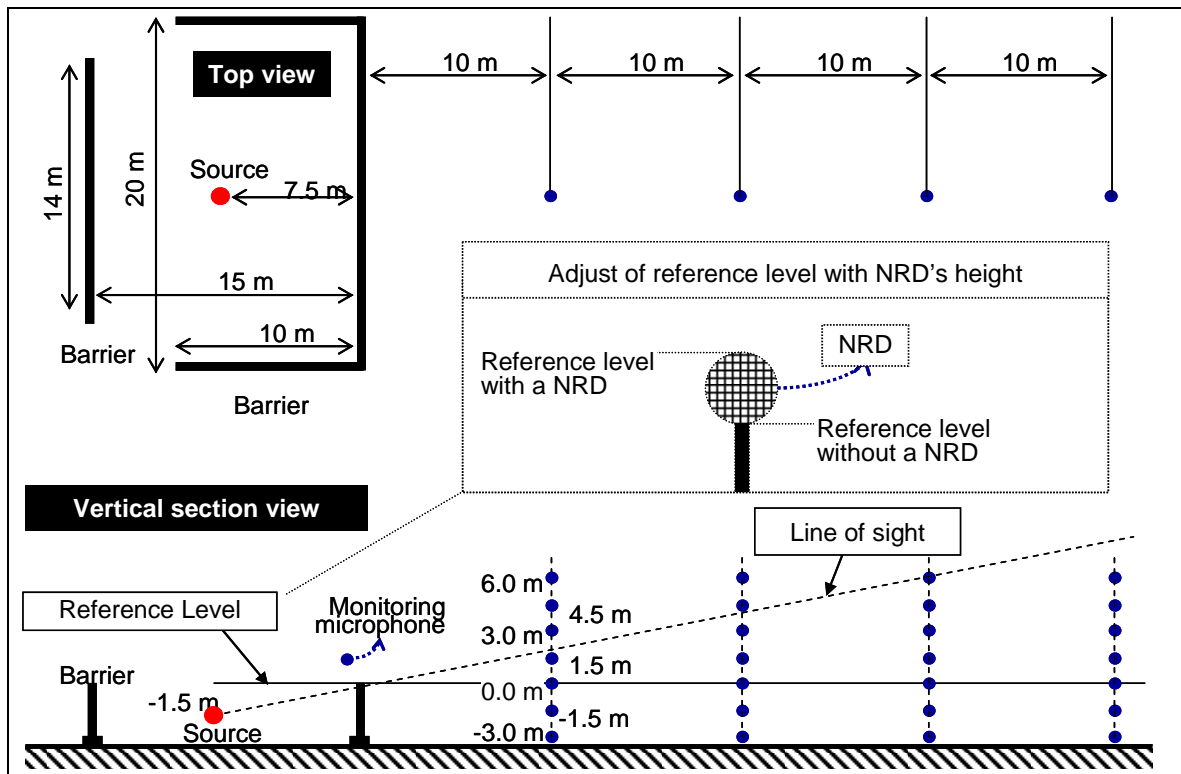 Top view
10 m
10 m
10 m
10 m
14 m
20 m
Source
7.5 m
15 m
10 m
Barrier
Barrier
Adjust of reference level with NRD's height
Reference level
with a NRD
NRD
Reference level
without a NRD
Vertical section view
Line of sight
Reference Level
Monitoring
microphone
6.0 m
4.5 m
3.0 m
1.5 m
Barrier
0.0 m
-1.5 m
-1.5 m
Source
-3.0 m